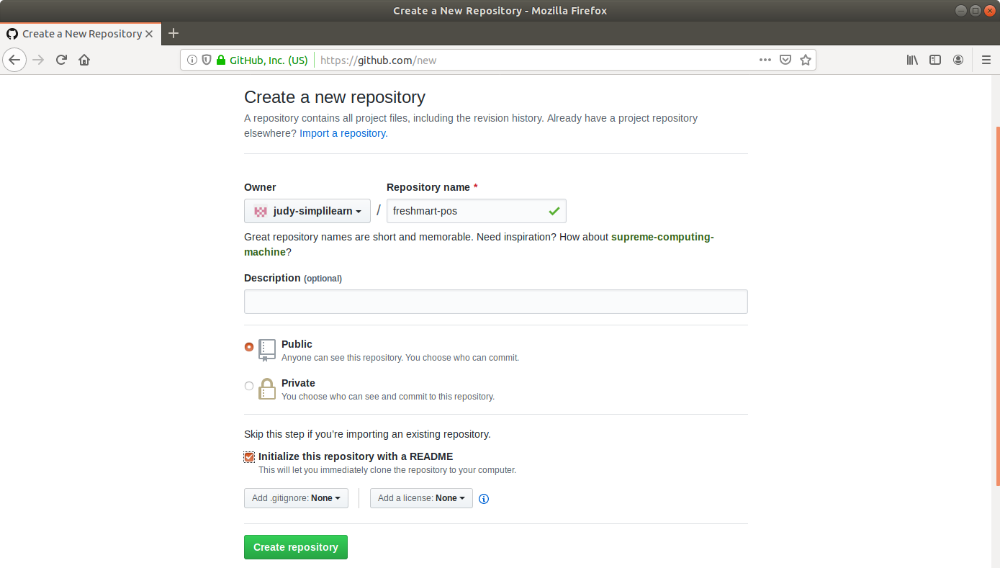 Create a New Repository - Mozilla Firefox
Create a New Repository
GitHub, Inc. (US) https://github.com/new
Create a new repository
A repository contains all project files, including the revision history. Already have a project repository
elsewhere? Import a repository.
Owner Repository name *
judy-simplilearn / freshmart-pos
Great repository names are short and memorable. Need inspiration? How about supreme-computing-
machine?
Description (optional)
Public
Anyone can see this repository. You choose who can commit.
Private
You choose who can see and commit to this repository.
Skip this step if you're importing an existing repository.
Initialize this repository with a README
This will let you immediately clone the repository to your computer.
Add .gitignore: None Add a license: None
Create repository